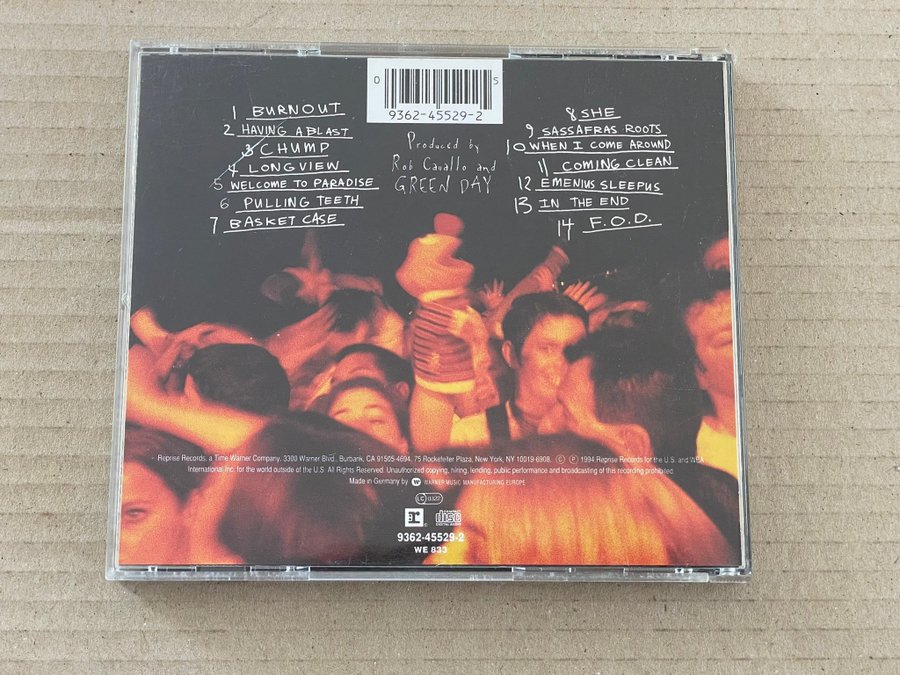 0 5
9362-45529-2
1 BURNOUT
2 HAVING A BLAST
3 CHUMP
4 LONGVIEW
5 WELCOME TO PARADISE
6 PULLING TEETH
7 BASKET CASE
Produced by
Rob Cavallo and
GREEN DAY
8 SHE
9 SASSAFRAS ROOTS
10 WHEN I COME AROUND
11 COMING CLEAN
12 EMENIUS SLEEPUS
13 IN THE END
14 F.O.D.
Reprise Records, a Time Warner Company. 3300 Warner Blvd., Burbank, CA 91505-4694, 75 Rockefeller Plaza, New York, NY 10019-6908. Ⓒ Ⓟ 1994 Reprise Records for the U.S. and WEA
International Inc. for the world outside of the U.S. All Rights Reserved. Unauthorized copying, hiring, lending, public performance and broadcasting of this recording prohibited.
Made in Germany by WARNER MUSIC MANUFACTURING EUROPE
LC 0322
r ® COMPACT disc DIGITAL AUDIO
9362-45529-2
WE 833